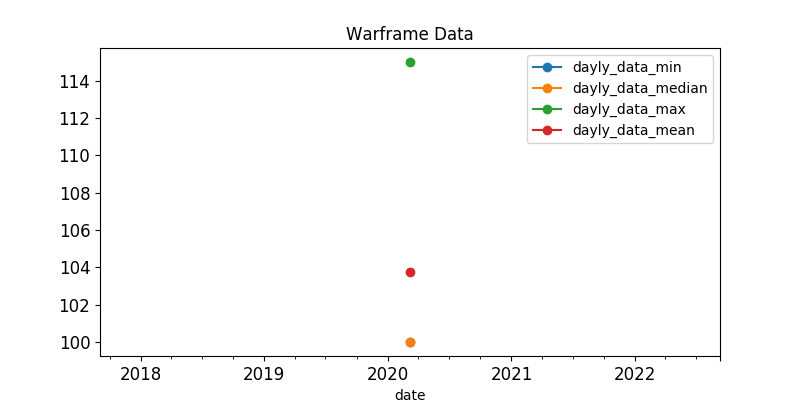 Warframe Data
dayly_data_min
dayly_data_median
dayly_data_max
dayly_data_mean
114
112
110
108
106
104
102
100
2018 2019 2020 2021 2022
date